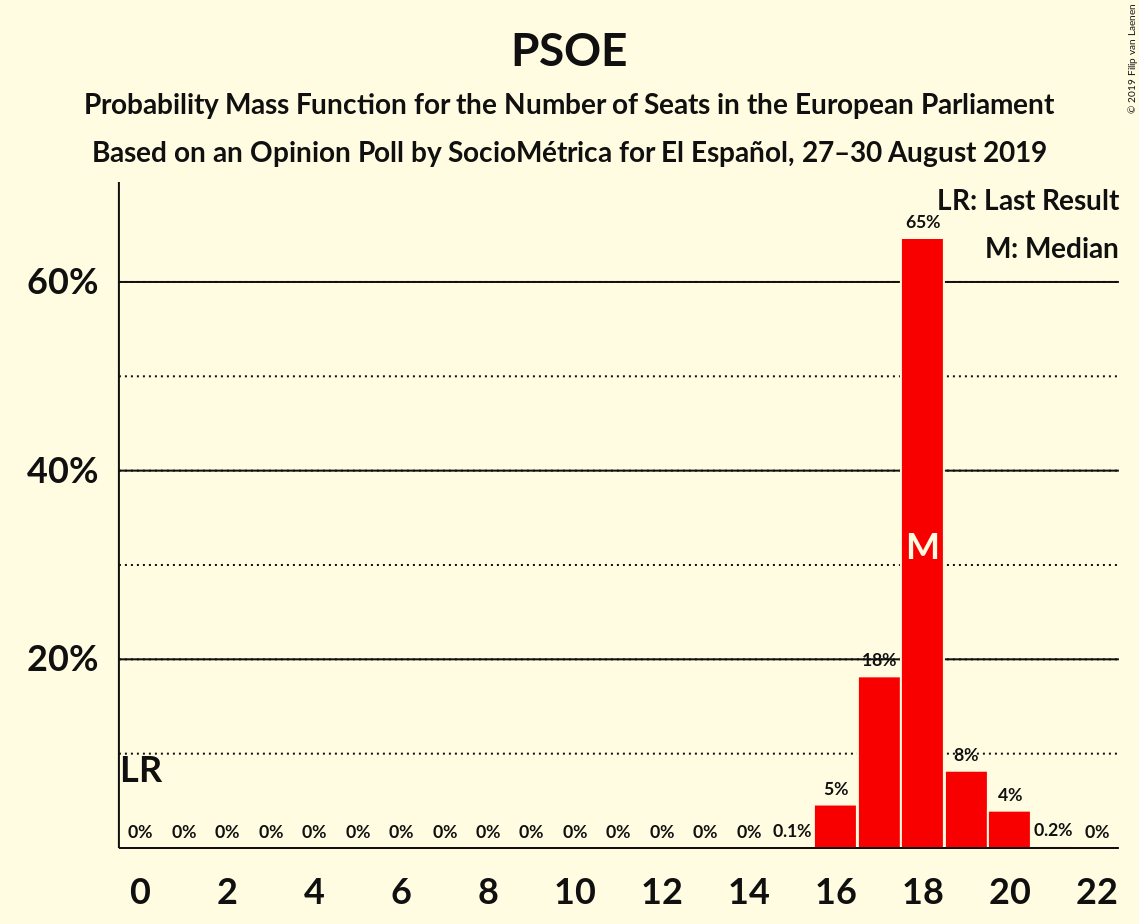 PSOE
Probability Mass Function for the Number of Seats in the European Parliament
Based on an Opinion Poll by SocioMétrica for El Español, 27–30 August 2019
© 2019 Filip van Laenen
LR: Last Result
M: Median
65%
60%
40%
M
20%
18%
8%
LR
5%
4%
0% 0% 0% 0% 0% 0% 0% 0% 0% 0% 0% 0% 0% 0% 0% 0.1% 0.2% 0%
0 2 4 6 8 10 12 14 16 18 20 22